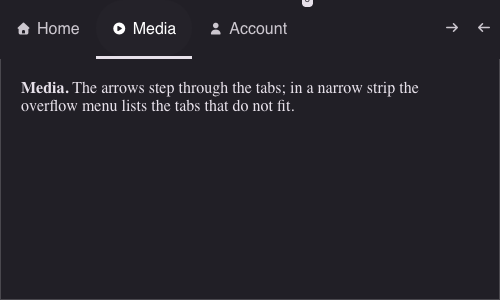 Home Media Account
Media. The arrows step through the tabs; in a narrow strip the
overflow menu lists the tabs that do not fit.